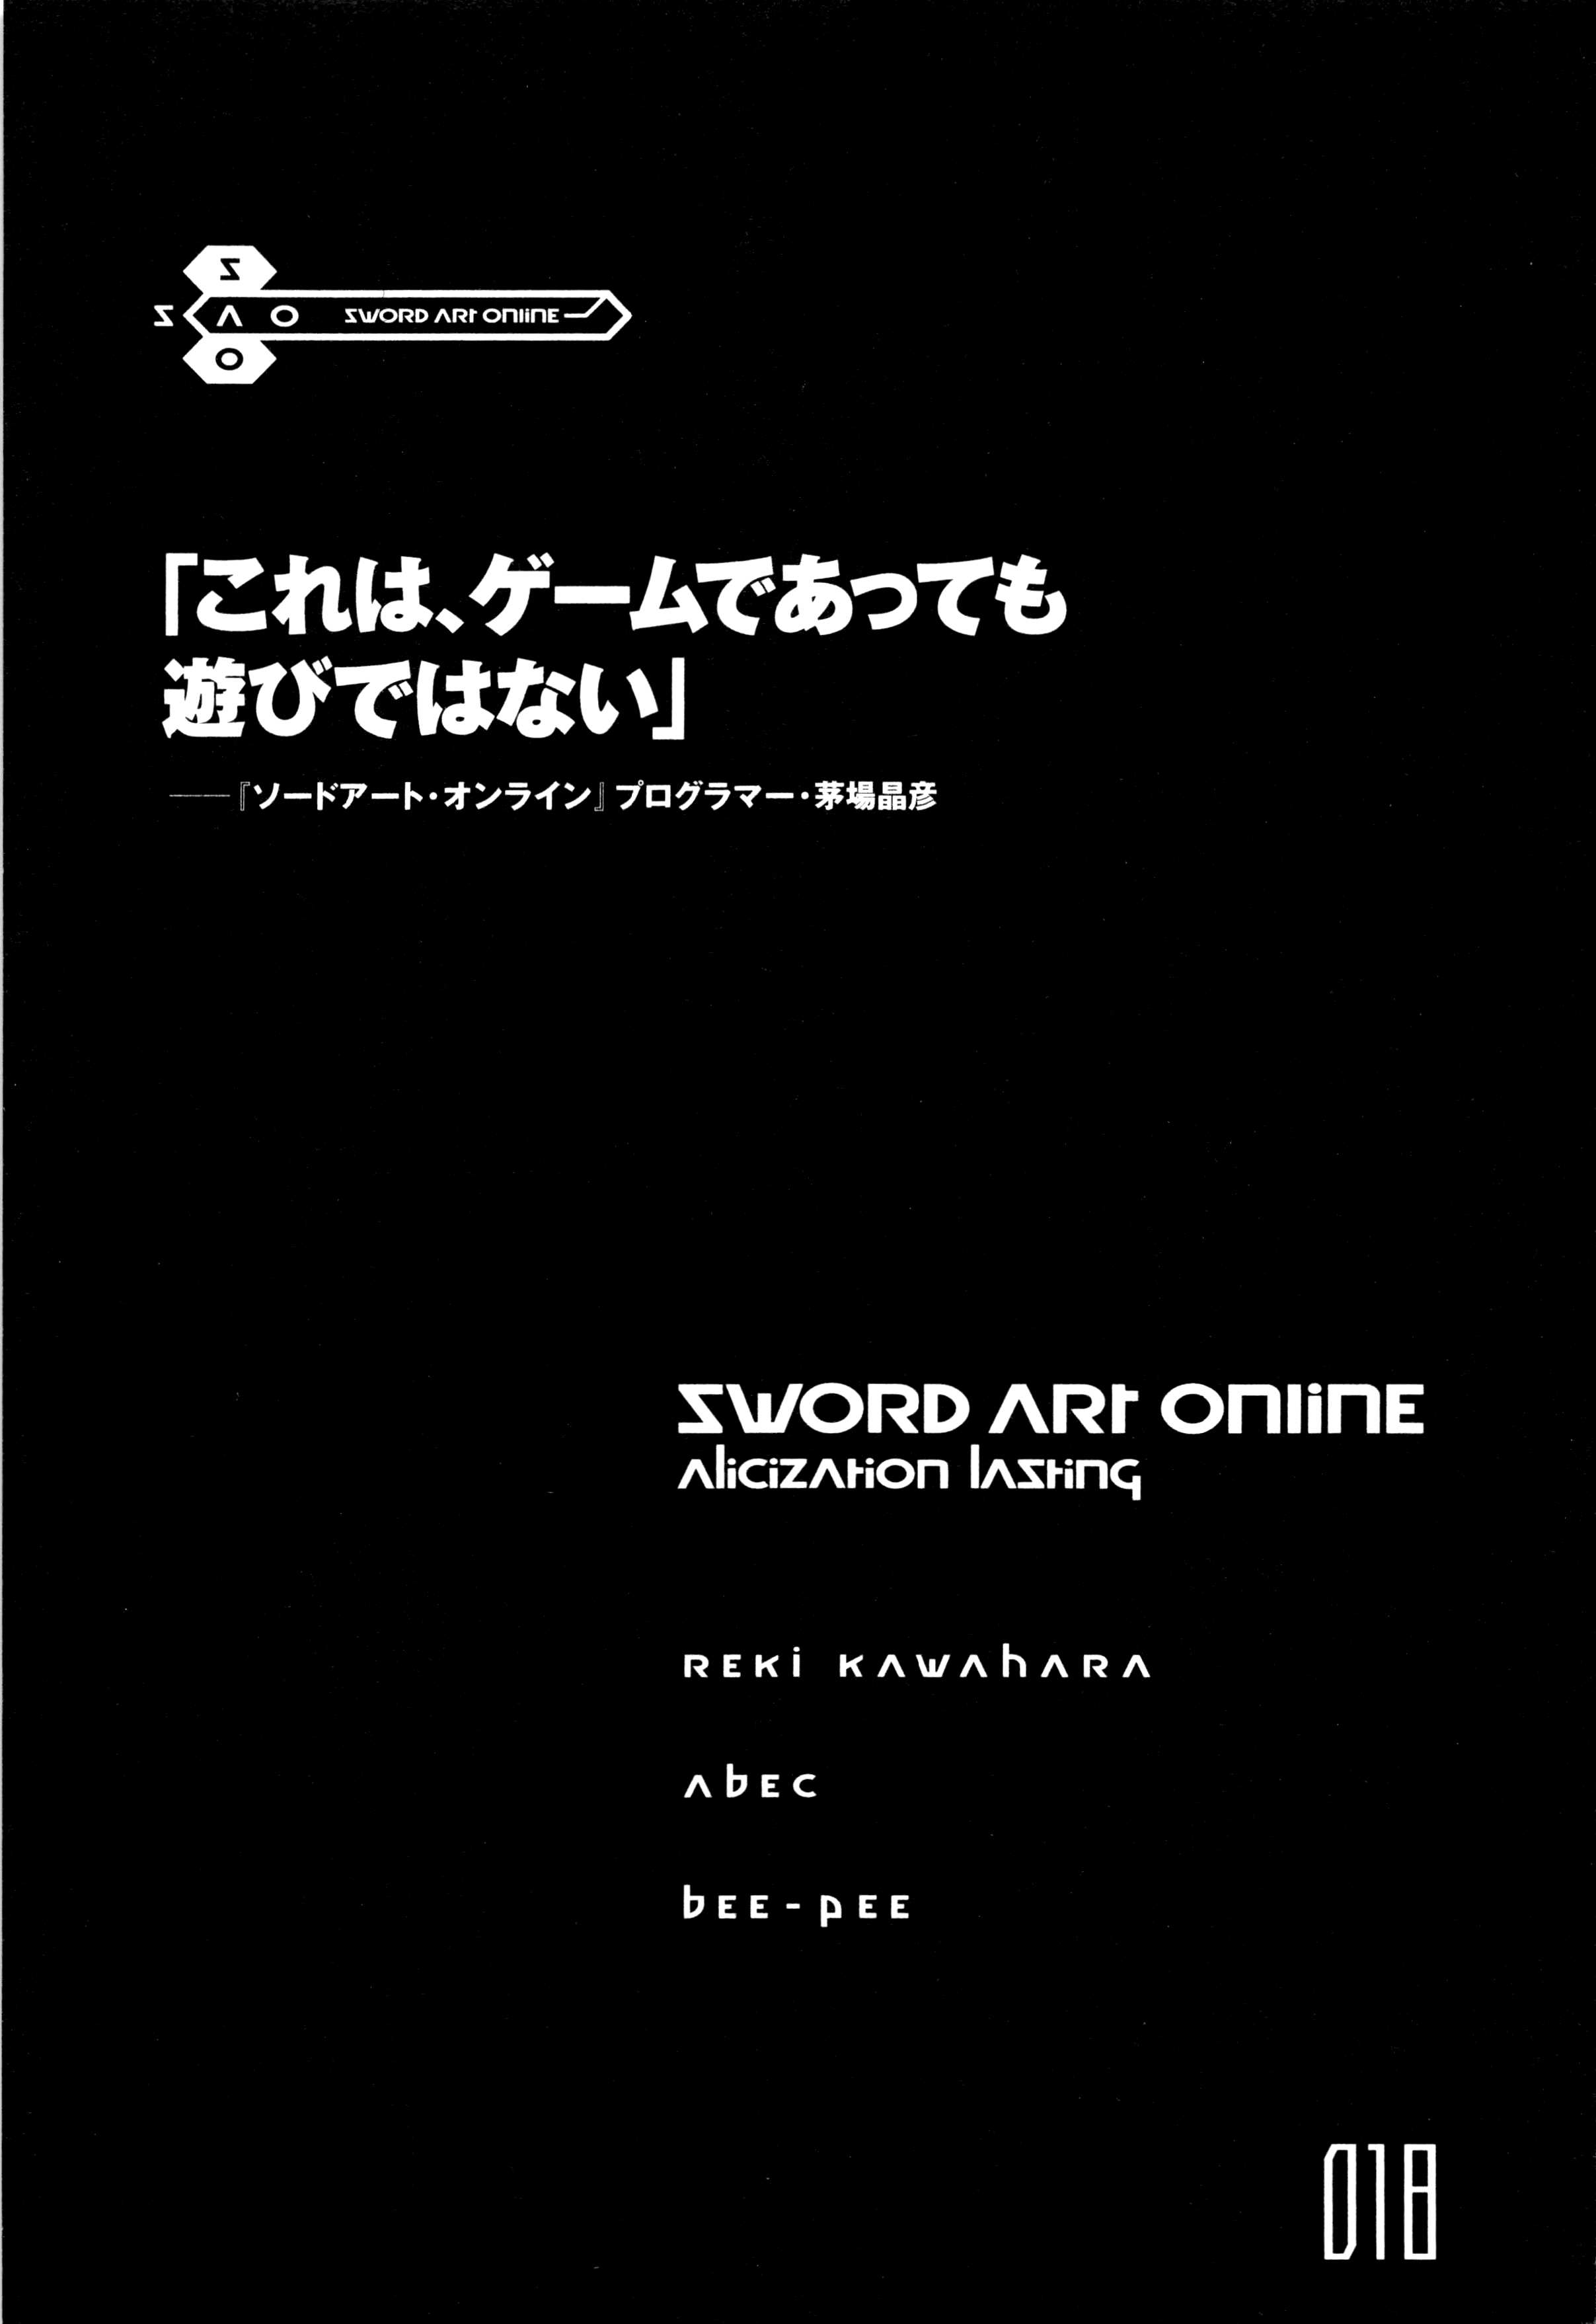 S
S A O SWORD ART ONLINE
O
「これは、ゲームであっても
遊びではない」
──『ソードアート・オンライン』プログラマー・茅場晶彦
SWORD ART ONLINE
ALICIZATION LASTING
REKI KAWAHARA
ABEC
BEE-PEE
018